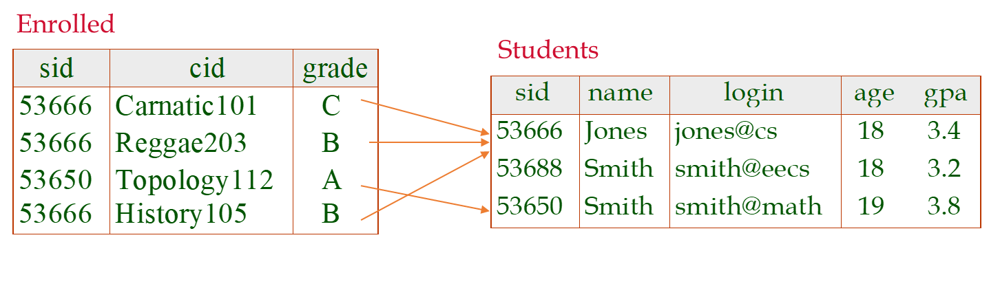 Enrolled
sid cid grade
53666 Carnatic101 C
53666 Reggae203 B
53650 Topology112 A
53666 History105 B
Students
sid name login age gpa
53666 Jones jones@cs 18 3.4
53688 Smith smith@eecs 18 3.2
53650 Smith smith@math 19 3.8